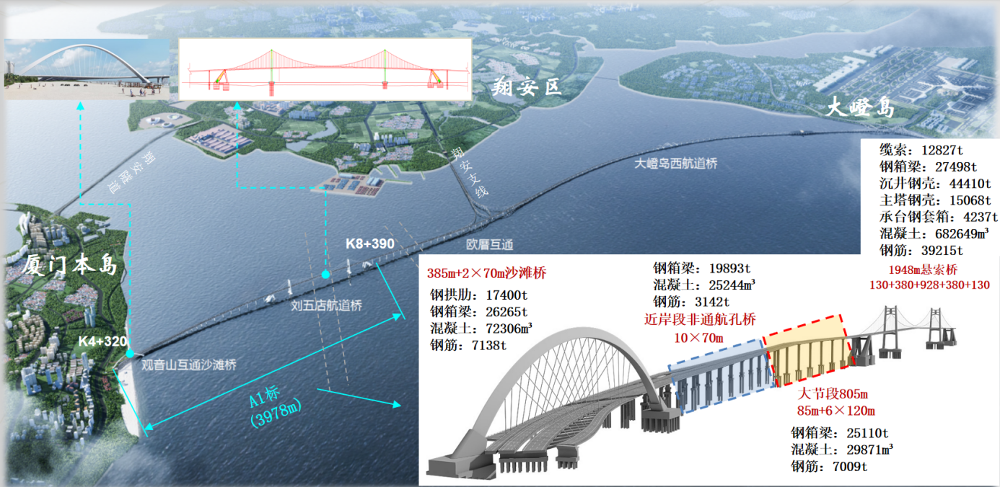 翔安区
大嶝岛
翔安隧道
翔安支线
大嶝岛西航道桥
厦门本岛
K8+390
欧厝互通
刘五店航道桥
K4+320
观音山互通沙滩桥
A1标
(3978m)
缆索：12827t
钢箱梁：27498t
沉井钢壳：44410t
主塔钢壳：15068t
承台钢套箱：4237t
混凝土：682649m³
钢筋：39215t
1948m悬索桥
130+380+928+380+130
385m+2×70m沙滩桥
钢拱肋：17400t
钢箱梁：26265t
混凝土：72306m³
钢筋：7138t
钢箱梁：19893t
混凝土：25244m³
钢筋：3142t
近岸段非通航孔桥
10×70m
大节段805m
85m+6×120m
钢箱梁：25110t
混凝土：29871m³
钢筋：7009t